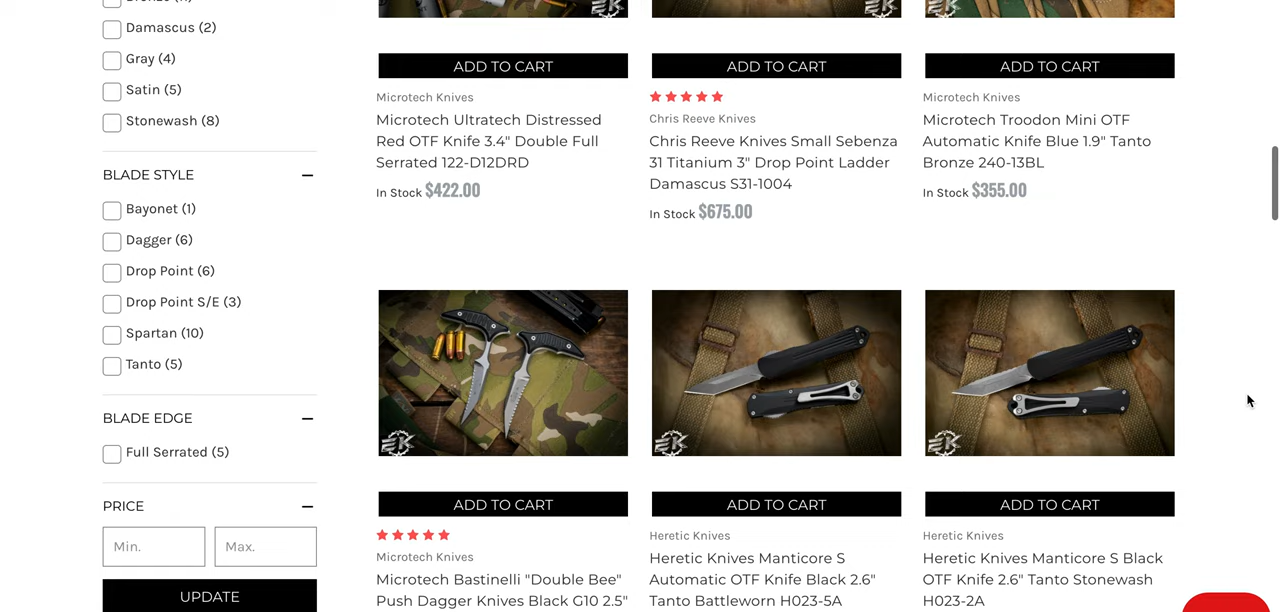 Damascus (2)
Gray (4)
Satin (5)
Stonewash (8)
BLADE STYLE
Bayonet (1)
Dagger (6)
Drop Point (6)
Drop Point S/E (3)
Spartan (10)
Tanto (5)
BLADE EDGE
Full Serrated (5)
PRICE
Min.
Max.
UPDATE
ADD TO CART
Microtech Knives
Microtech Ultratech Distressed
Red OTF Knife 3.4" Double Full
Serrated 122-D12DRD
In Stock $422.00
ADD TO CART
Chris Reeve Knives
Chris Reeve Knives Small Sebenza
31 Titanium 3" Drop Point Ladder
Damascus S31-1004
In Stock $675.00
ADD TO CART
Microtech Knives
Microtech Troodon Mini OTF
Automatic Knife Blue 1.9" Tanto
Bronze 240-13BL
In Stock $355.00
EK
ADD TO CART
Microtech Knives
Microtech Bastinelli "Double Bee"
Push Dagger Knives Black G10 2.5"
EK
ADD TO CART
Heretic Knives
Heretic Knives Manticore S
Automatic OTF Knife Black 2.6"
Tanto Battleworn H023-5A
EK
ADD TO CART
Heretic Knives
Heretic Knives Manticore S Black
OTF Knife 2.6" Tanto Stonewash
H023-2A